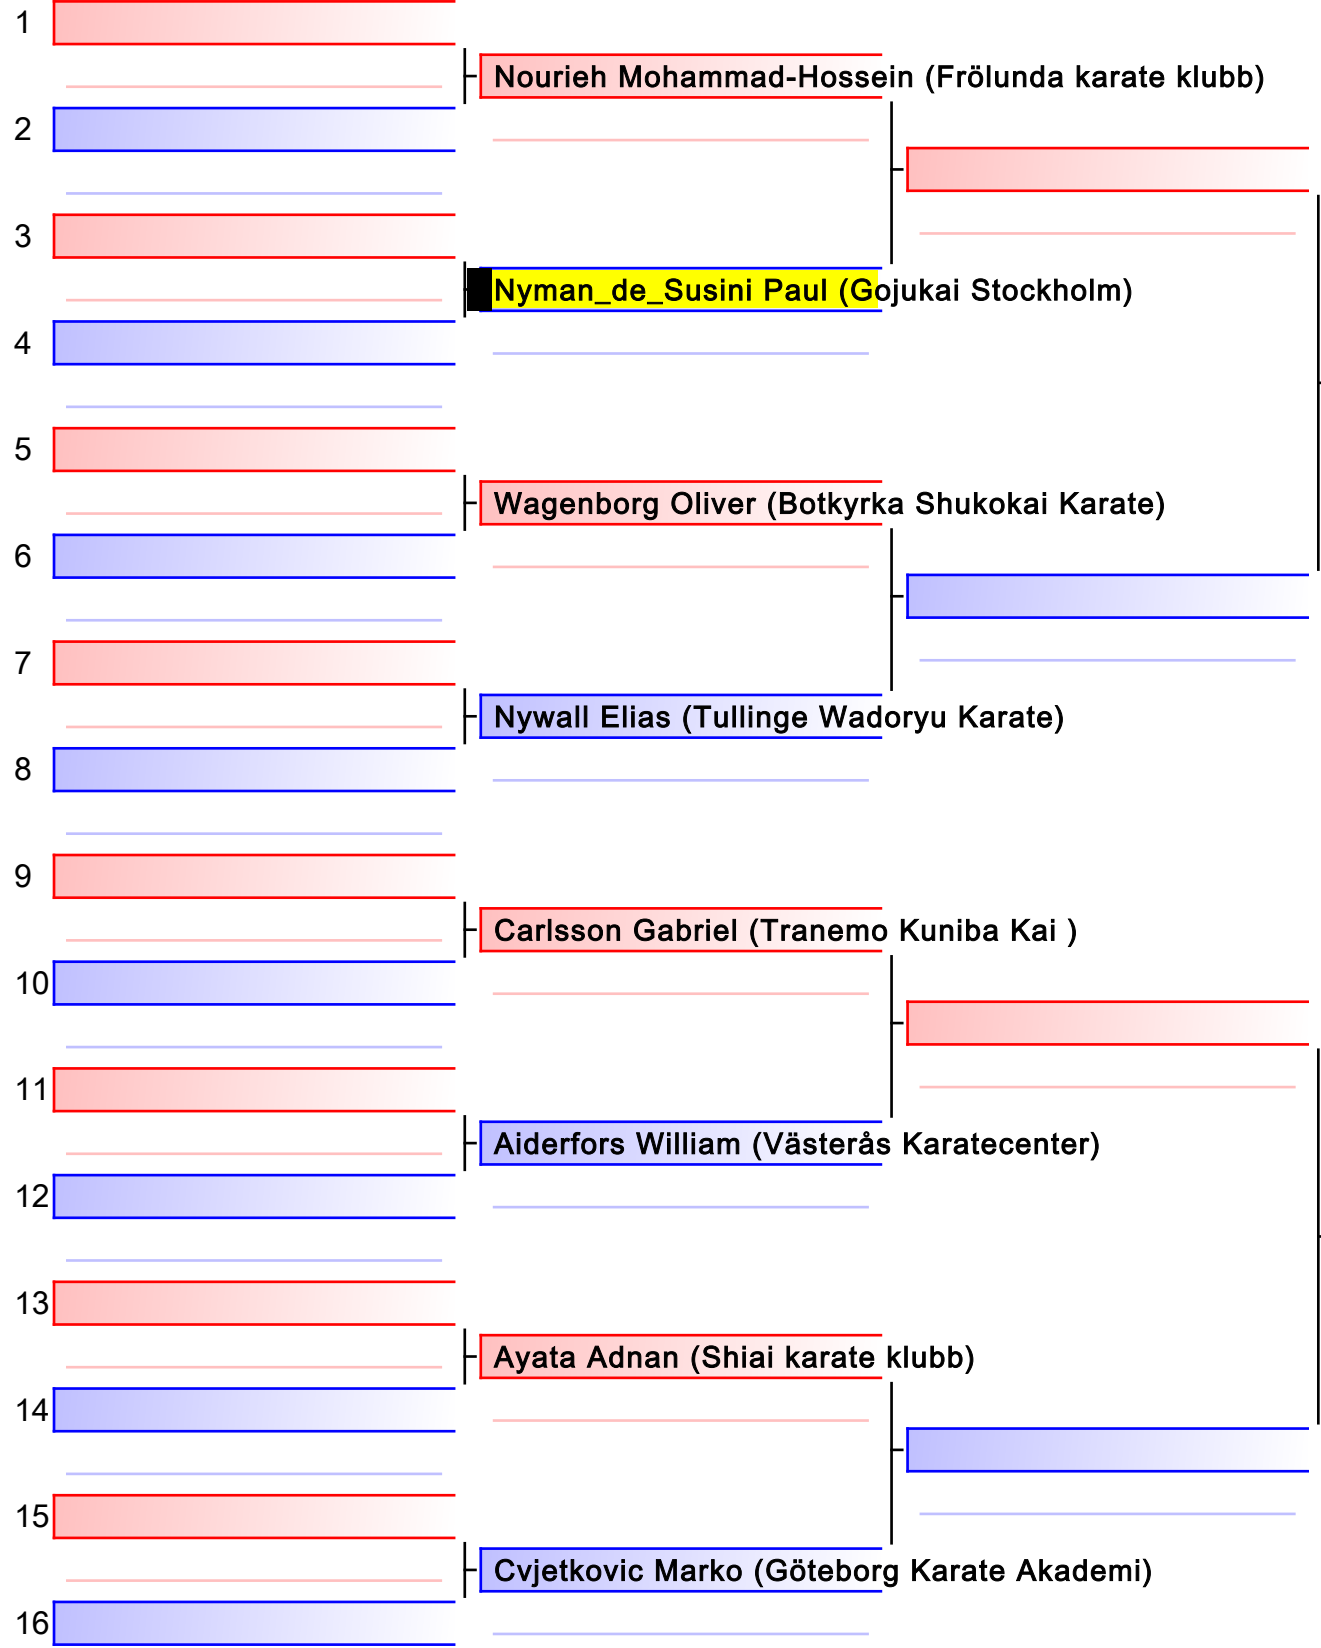 1
Nourieh Mohammad-Hossein (Frölunda karate klubb)
2
3
Nyman_de_Susini Paul (Gojukai Stockholm)
4
5
Wagenborg Oliver (Botkyrka Shukokai Karate)
6
7
Nywall Elias (Tullinge Wadoryu Karate)
8
9
Carlsson Gabriel (Tranemo Kuniba Kai )
10
11
Aiderfors William (Västerås Karatecenter)
12
13
Ayata Adnan (Shiai karate klubb)
14
15
Cvjetkovic Marko (Göteborg Karate Akademi)
16